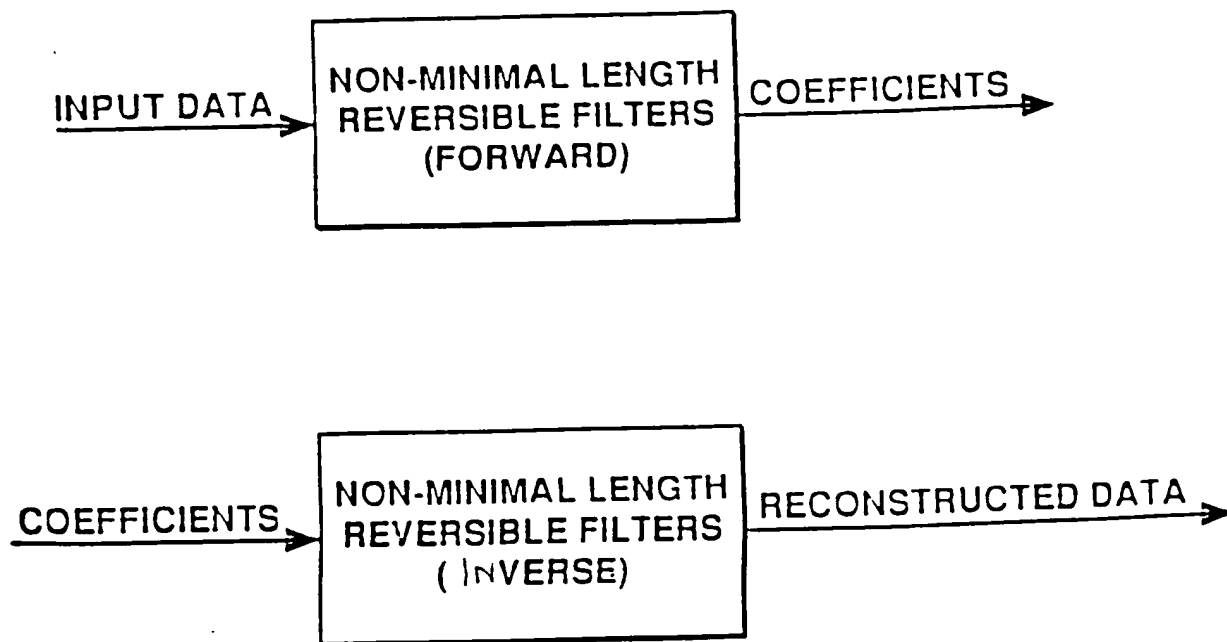 INPUT DATA
NON-MINIMAL LENGTH
REVERSIBLE FILTERS
(FORWARD)
COEFFICIENTS
COEFFICIENTS
NON-MINIMAL LENGTH
REVERSIBLE FILTERS
( INVERSE)
RECONSTRUCTED DATA